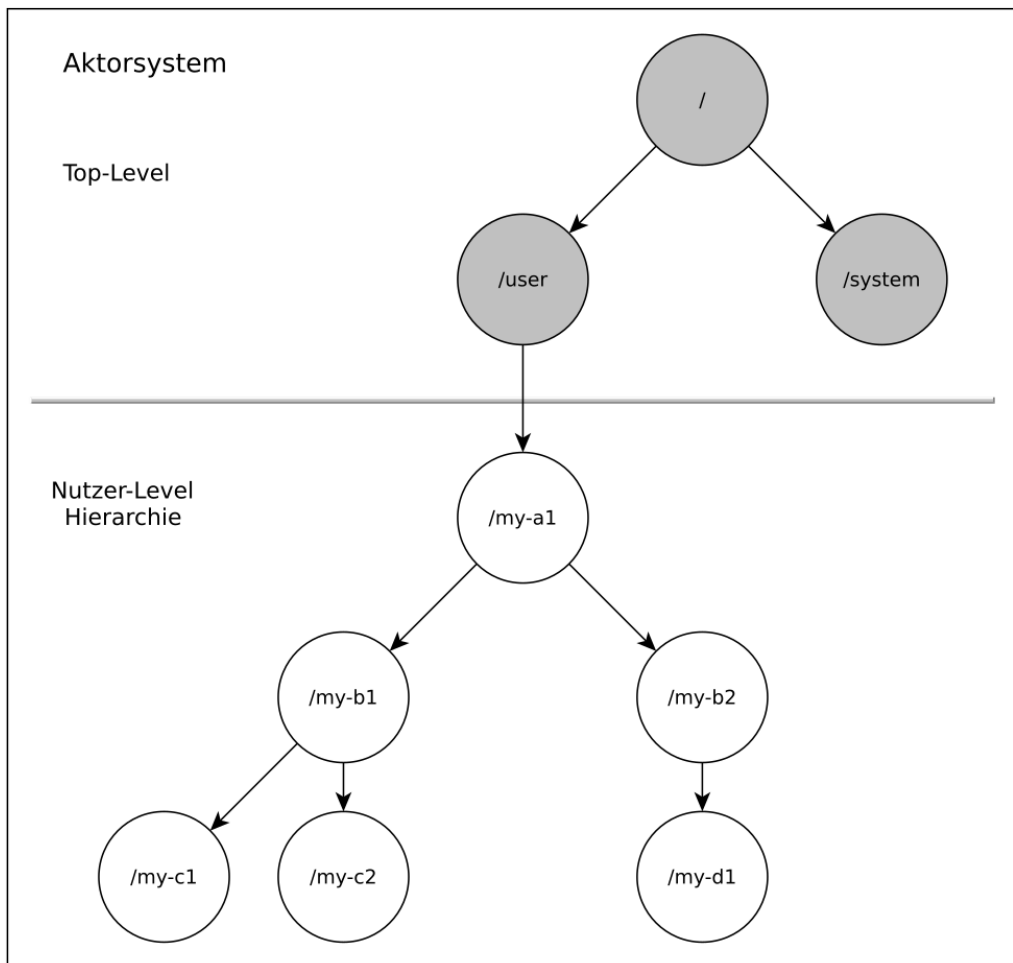 Aktorsystem
/
Top-Level
/user
/system
Nutzer-Level
Hierarchie
/my-a1
/my-b1
/my-b2
/my-c1
/my-c2
/my-d1